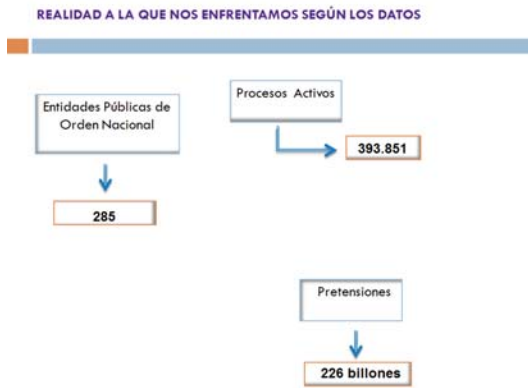 REALIDAD A LA QUE NOS ENFRENTAMOS SEGÚN LOS DATOS
Entidades Públicas de
Orden Nacional
285
Procesos Activos
393.851
Pretensiones
226 billones